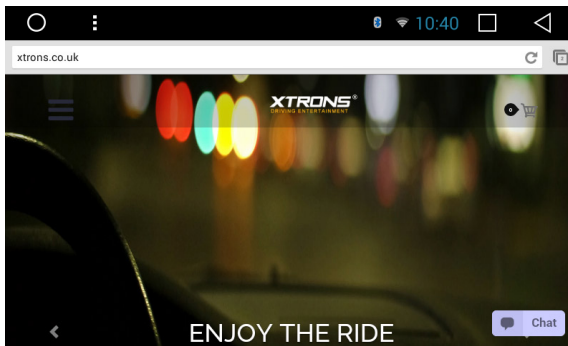 10:40
xtrons.co.uk
XTRONS®
DRIVING ENTERTAINMENT
0
ENJOY THE RIDE
Chat